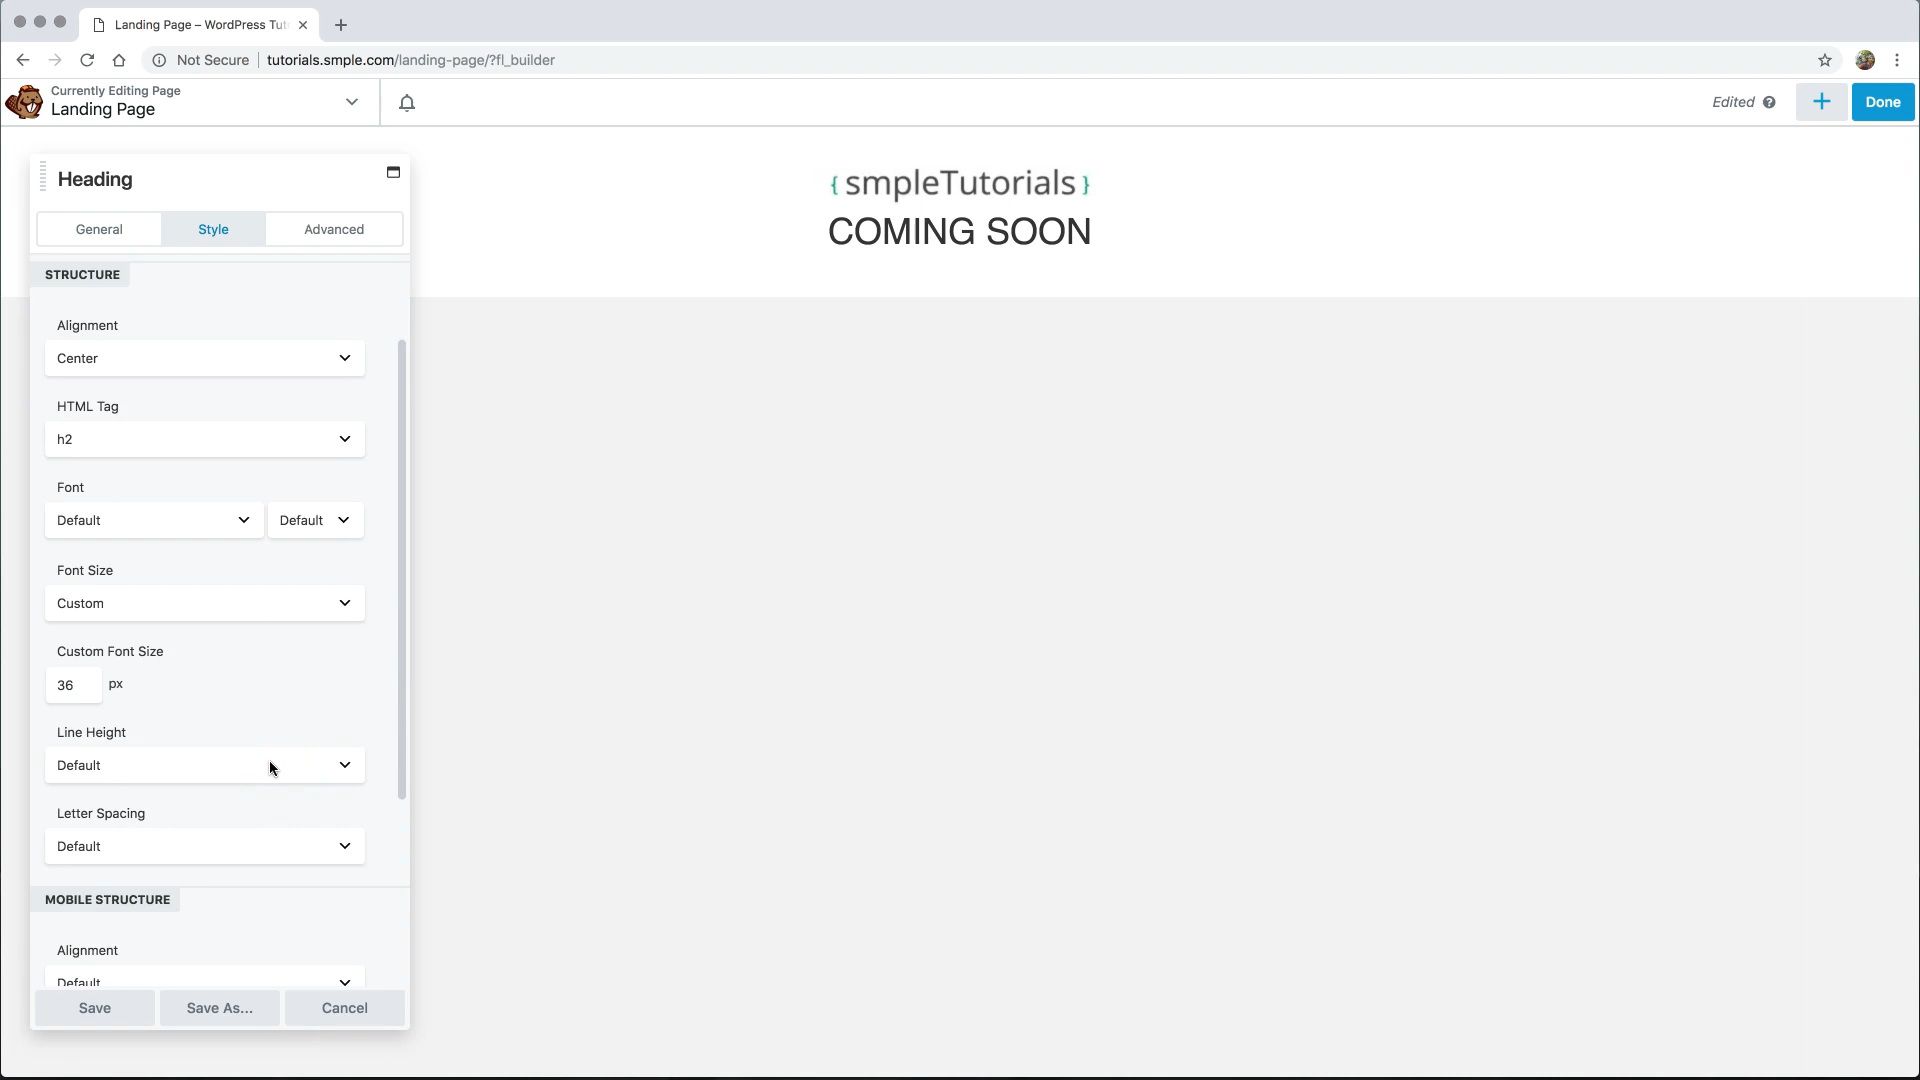 Landing Page – WordPress Tut
Not Secure
tutorials.smple.com/landing-page/?fl_builder
Currently Editing Page
Landing Page
Edited
Done
Heading
General
Style
Advanced
STRUCTURE
Alignment
Center
HTML Tag
h2
Font
Default
Default
Font Size
Custom
Custom Font Size
36
px
Line Height
Default
Letter Spacing
Default
MOBILE STRUCTURE
Alignment
Default
Save
Save As...
Cancel
{ smpleTutorials }
COMING SOON